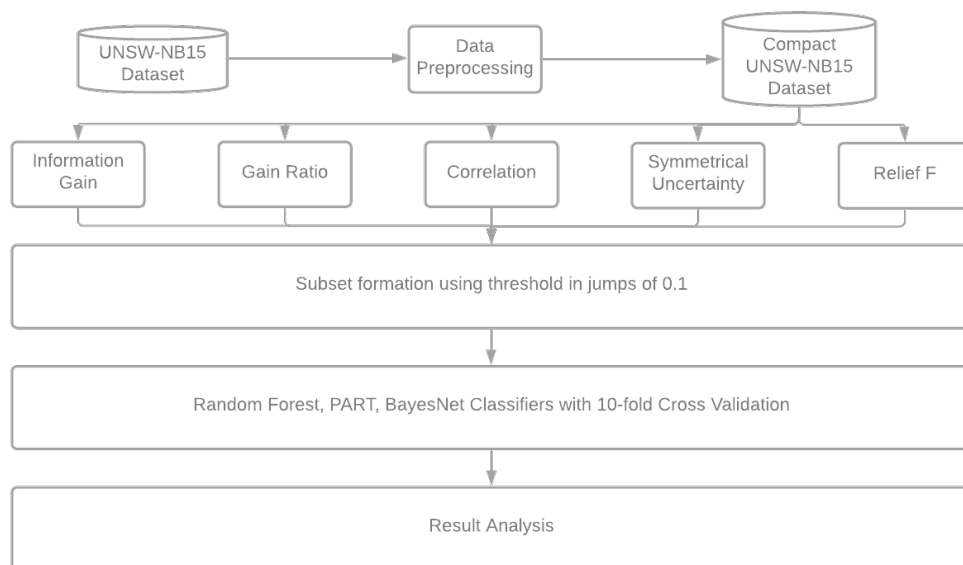 UNSW-NB15
Dataset
Data
Preprocessing
Compact
UNSW-NB15
Dataset
Information
Gain
Gain Ratio
Correlation
Symmetrical
Uncertainty
Relief F
Subset formation using threshold in jumps of 0.1
Random Forest, PART, BayesNet Classifiers with 10-fold Cross Validation
Result Analysis